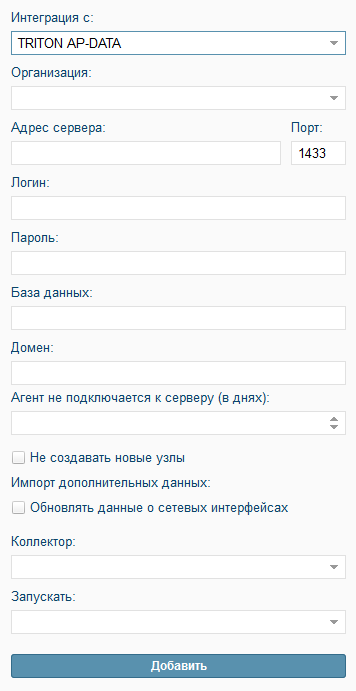 Интеграция с:
TRITON AP-DATA
Организация:
Адрес сервера: Порт:
1433
Логин:
Пароль:
База данных:
Домен:
Агент не подключается к серверу (в днях):
Не создавать новые узлы
Импорт дополнительных данных:
Обновлять данные о сетевых интерфейсах
Коллектор:
Запускать:
Добавить